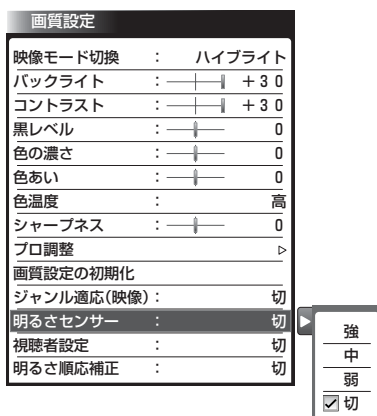 画質設定
映像モード切換 : ハイブライト
バックライト : +30
コントラスト : +30
黒レベル : 0
色の濃さ : 0
色あい : 0
色温度 : 高
シャープネス : 0
プロ調整
画質設定の初期化
ジャンル適応(映像) : 切
明るさセンサー : 切
視聴者設定 : 切
明るさ順応補正 : 切
強
中
弱
切